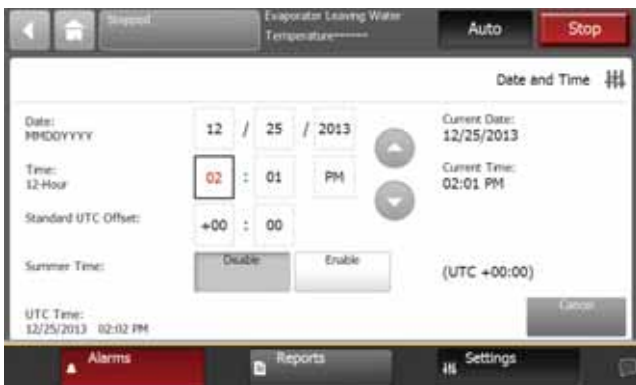 Stopped
Evaporator Leaving Water
Temperature------
Auto
Stop
Date and Time
Date:
MMDDYYYY
12 / 25 / 2013
Current Date:
12/25/2013
Time:
12-Hour
02 : 01 PM
Current Time:
02:01 PM
Standard UTC Offset:
+00 : 00
Summer Time:
Disable
Enable
(UTC +00:00)
UTC Time:
12/25/2013 02:02 PM
Cancel
Alarms
Reports
Settings